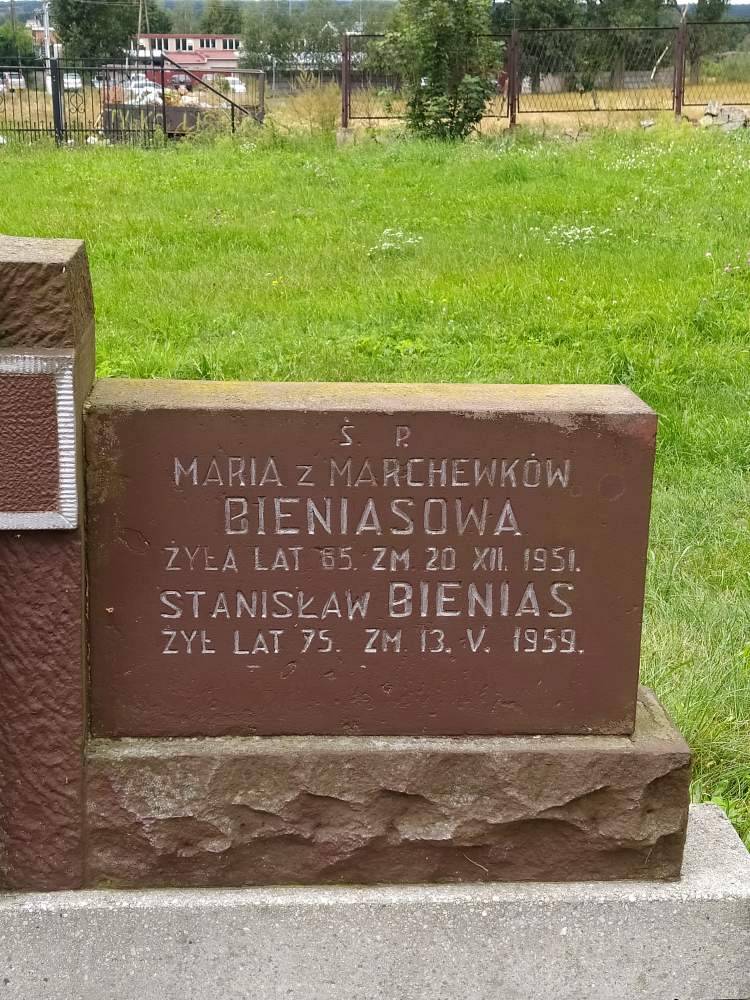 Ś. P.
MARIA z MARCHEWKÓW
BIENIASOWA
ŻYŁA LAT 65. ZM. 20 XII. 1951.
STANISŁAW BIENIAS
ŻYŁ LAT 75. ZM. 13. V. 1959.